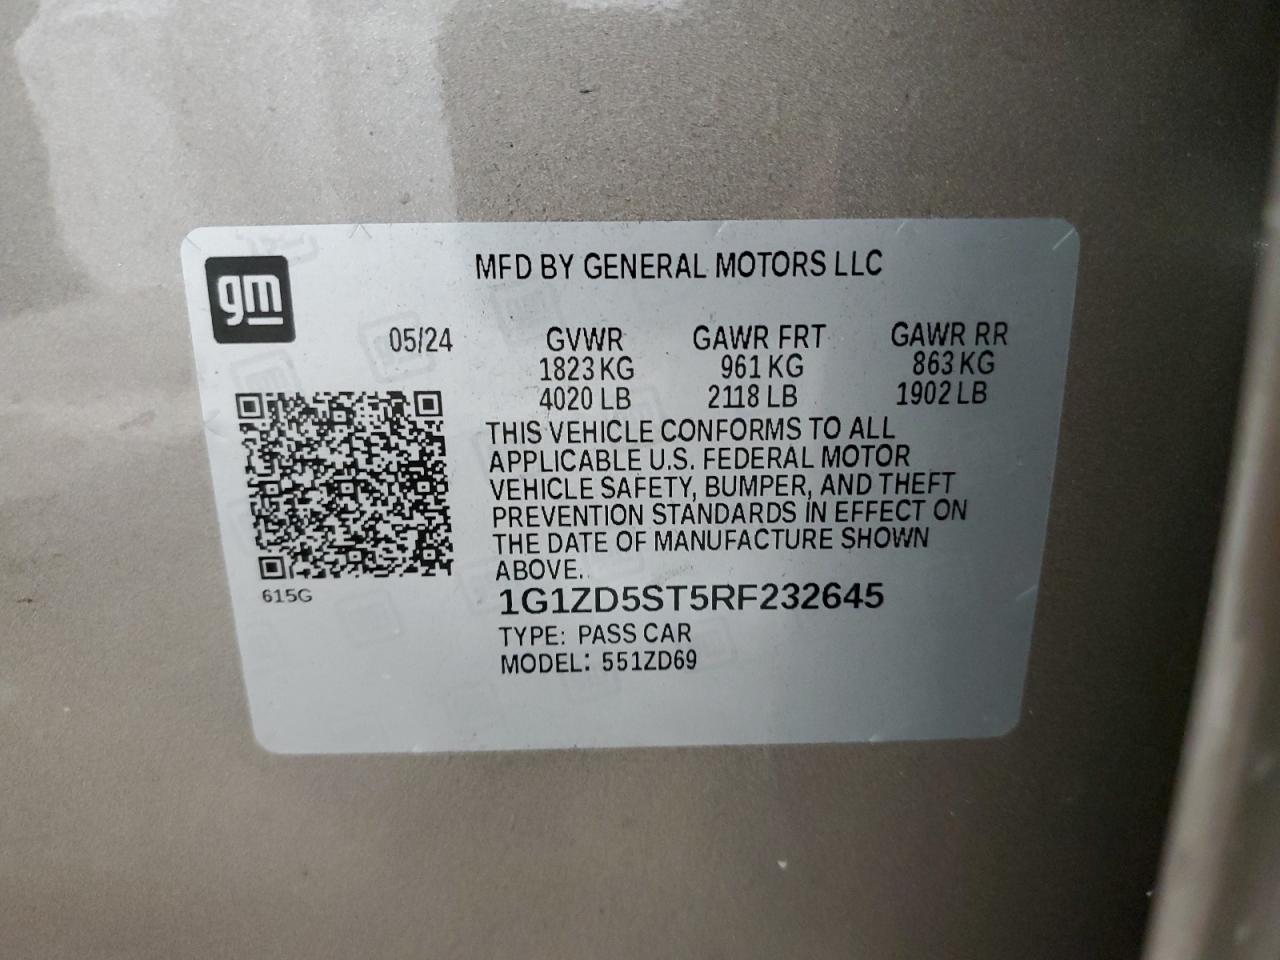 gm
MFD BY GENERAL MOTORS LLC
05/24 GVWR GAWR FRT GAWR RR
1823 KG 961 KG 863 KG
4020 LB 2118 LB 1902 LB
THIS VEHICLE CONFORMS TO ALL
APPLICABLE U.S. FEDERAL MOTOR
VEHICLE SAFETY, BUMPER, AND THEFT
PREVENTION STANDARDS IN EFFECT ON
THE DATE OF MANUFACTURE SHOWN
ABOVE.
615G
1G1ZD5ST5RF232645
TYPE: PASS CAR
MODEL: 551ZD69